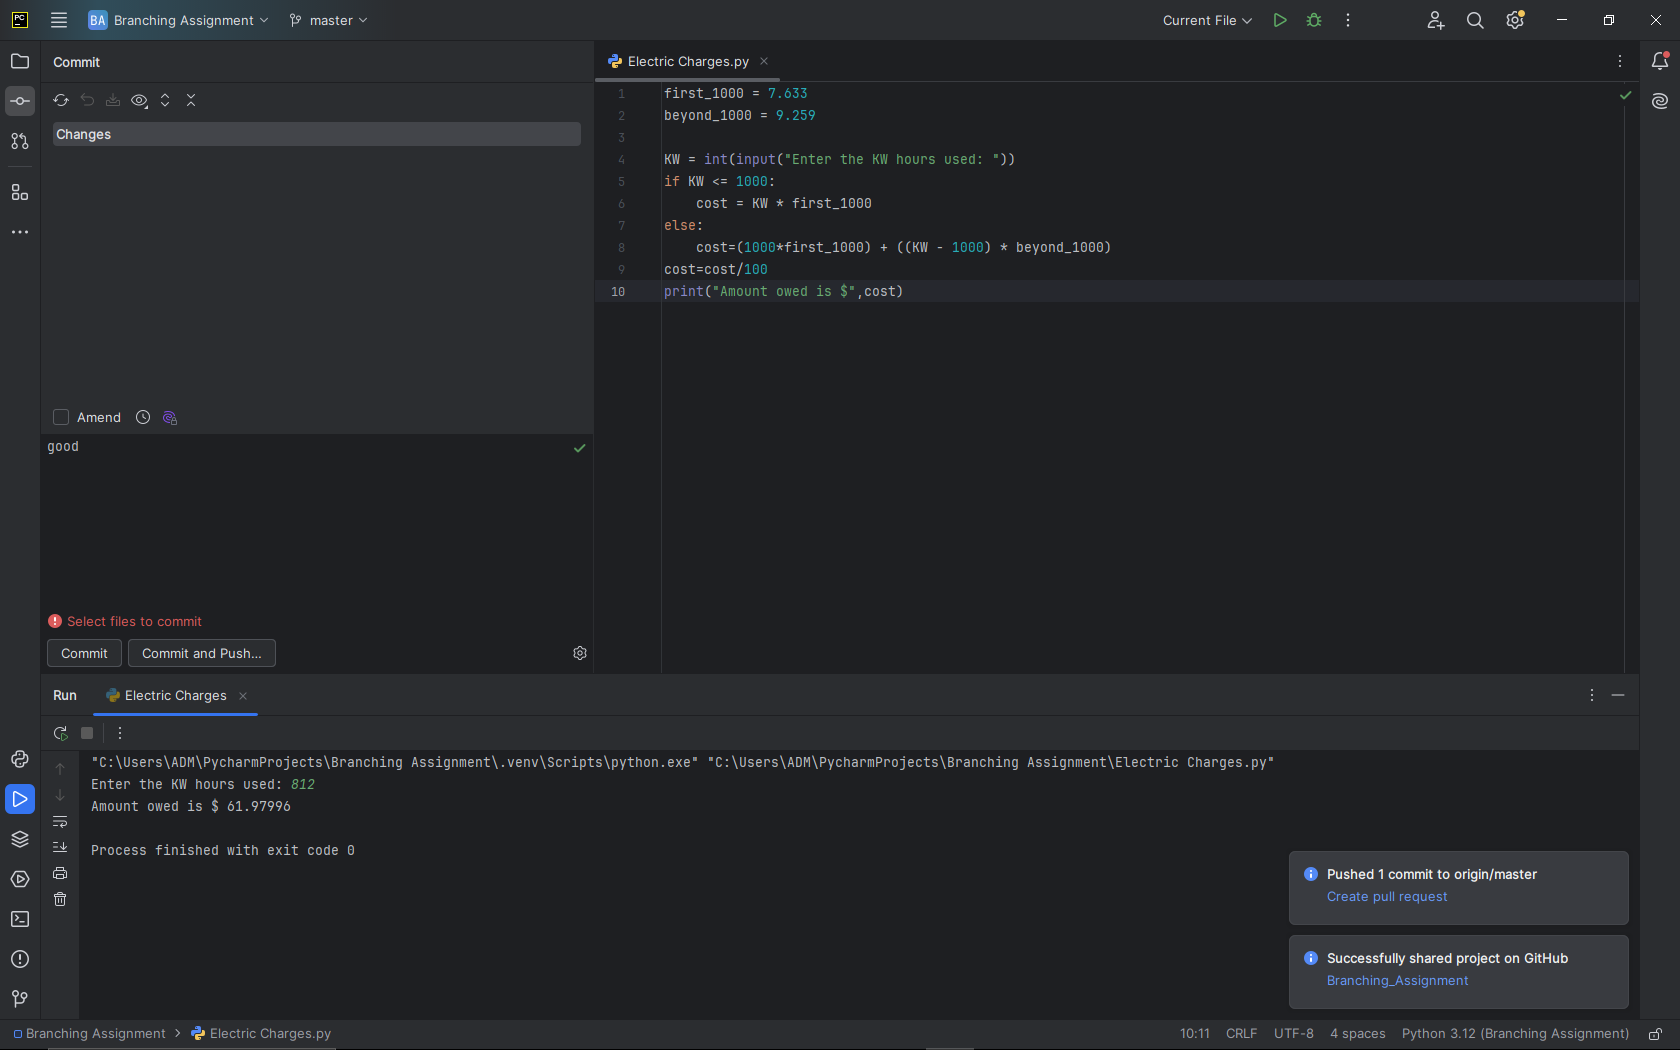 PC
BA Branching Assignment master
Current File
Commit
Changes
Amend
good
Select files to commit
Commit Commit and Push...
Electric Charges.py
1 first_1000 = 7.633
2 beyond_1000 = 9.259
3
4 KW = int(input("Enter the KW hours used: "))
5 if KW <= 1000:
6 cost = KW * first_1000
7 else:
8 cost=(1000*first_1000) + ((KW - 1000) * beyond_1000)
9 cost=cost/100
10 print("Amount owed is $",cost)
Run Electric Charges
"C:\Users\ADM\PycharmProjects\Branching Assignment\.venv\Scripts\python.exe" "C:\Users\ADM\PycharmProjects\Branching Assignment\Electric Charges.py"
Enter the KW hours used: 812
Amount owed is $ 61.97996
Process finished with exit code 0
Pushed 1 commit to origin/master
Create pull request
Successfully shared project on GitHub
Branching_Assignment
Branching Assignment > Electric Charges.py
10:11 CRLF UTF-8 4 spaces Python 3.12 (Branching Assignment)